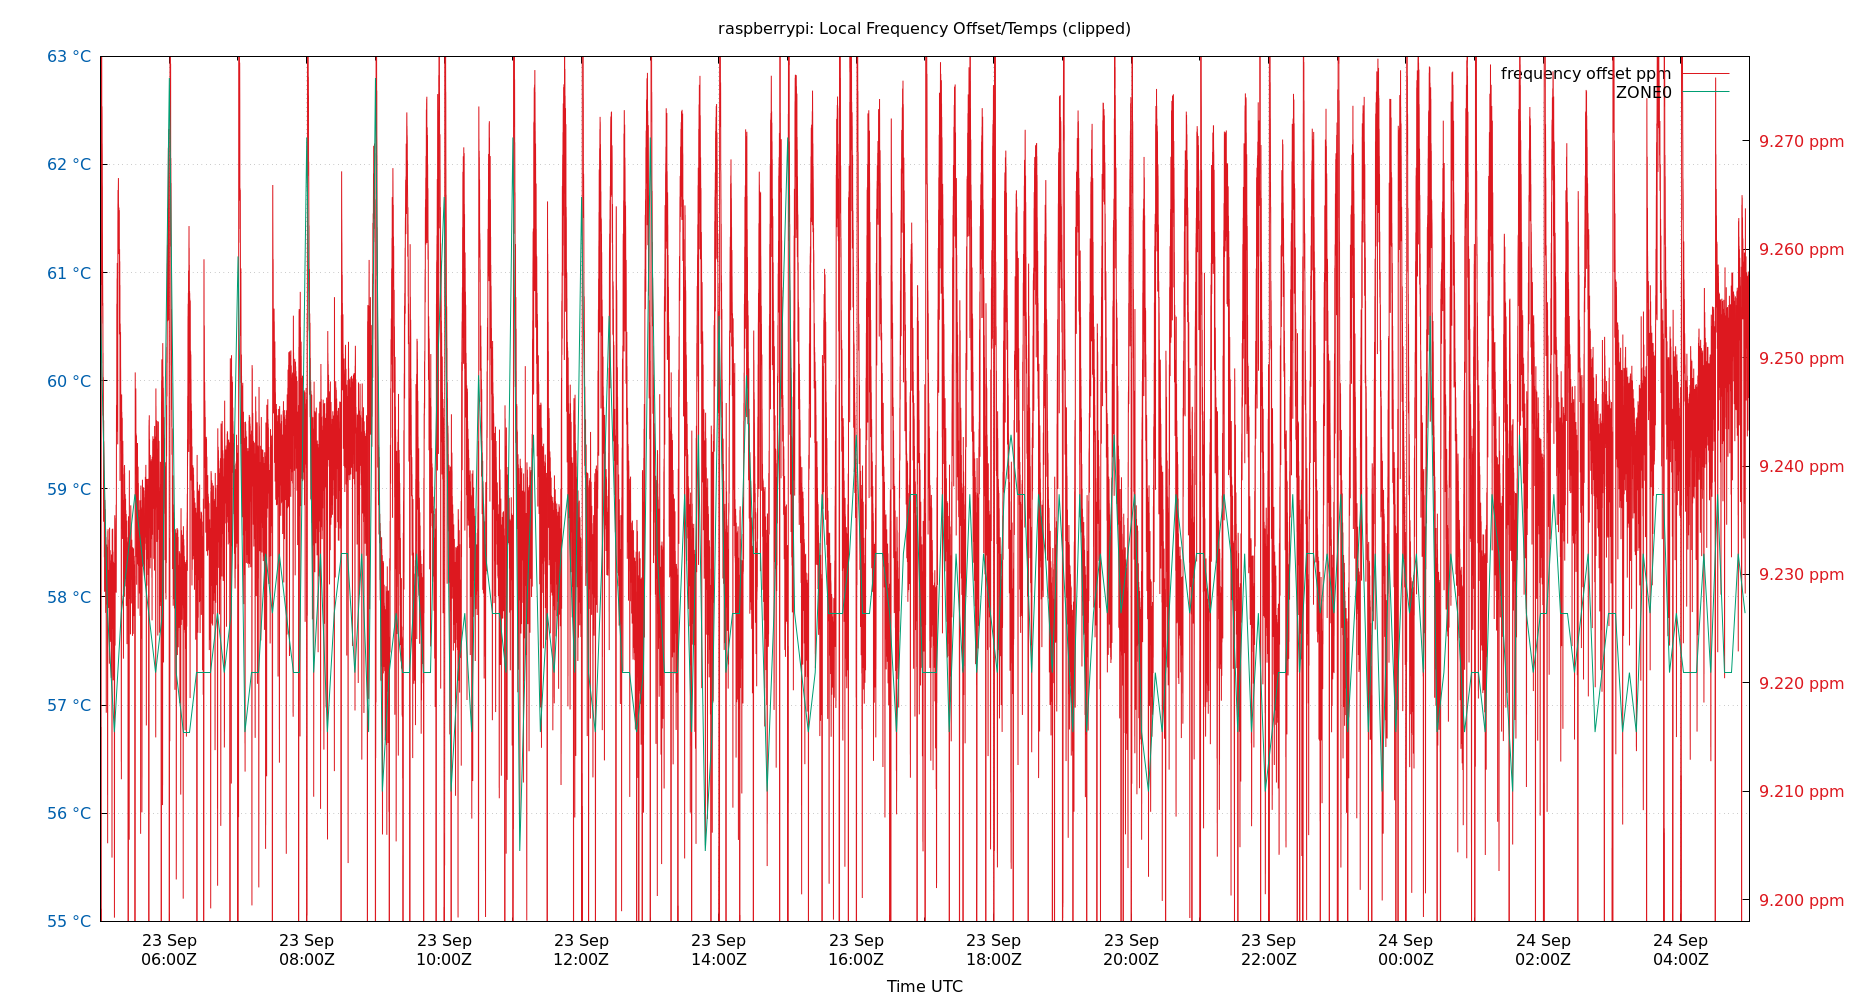 raspberrypi: Local Frequency Offset/Temps (clipped)
63 °C
62 °C
61 °C
60 °C
59 °C
58 °C
57 °C
56 °C
55 °C
frequency offset ppm
ZONE0
9.270 ppm
9.260 ppm
9.250 ppm
9.240 ppm
9.230 ppm
9.220 ppm
9.210 ppm
9.200 ppm
23 Sep 23 Sep 23 Sep 23 Sep 23 Sep 23 Sep 23 Sep 23 Sep 23 Sep 24 Sep 24 Sep 24 Sep
06:00Z 08:00Z 10:00Z 12:00Z 14:00Z 16:00Z 18:00Z 20:00Z 22:00Z 00:00Z 02:00Z 04:00Z
Time UTC